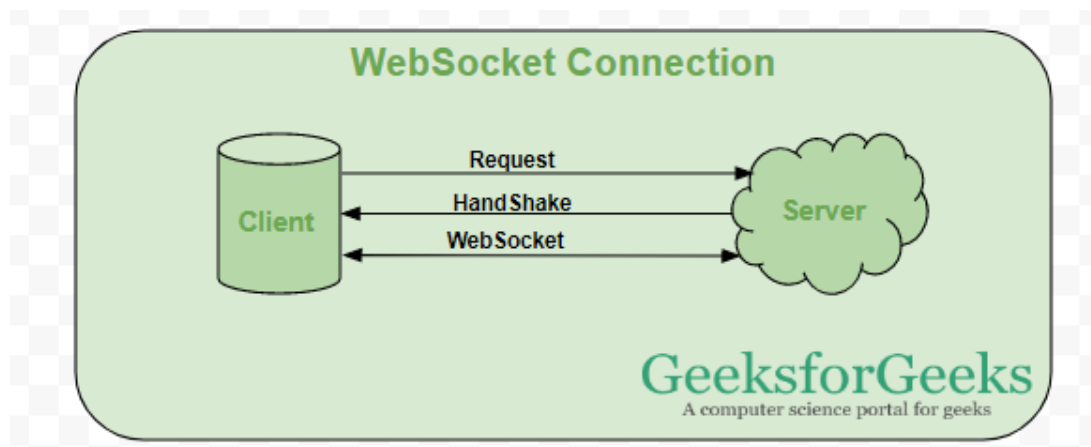 WebSocket Connection
Request
HandShake
WebSocket
Client
Server
GeeksforGeeks
A computer science portal for geeks